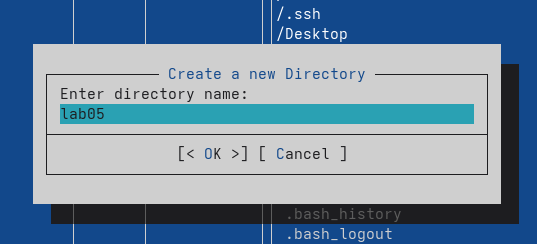 /.ssh
/Desktop
Create a new Directory
Enter directory name:
lab05
[< OK >] [ Cancel ]
.bash_history
.bash_logout